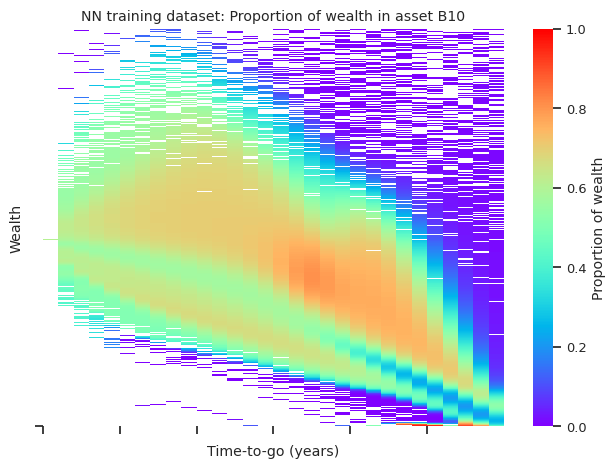 NN training dataset: Proportion of wealth in asset B10
1.0
0.8
0.6
0.4
0.2
0.0
Proportion of wealth
Wealth
Time-to-go (years)